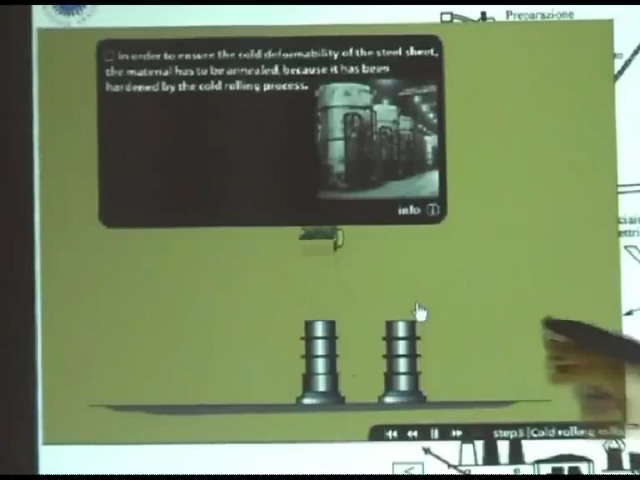 Preparazione
In order to ensure the cold deformability of the steel sheet,
the material has to be annealed, because it has been
hardened by the cold rolling process.
info
step5 [Cold rolling mills